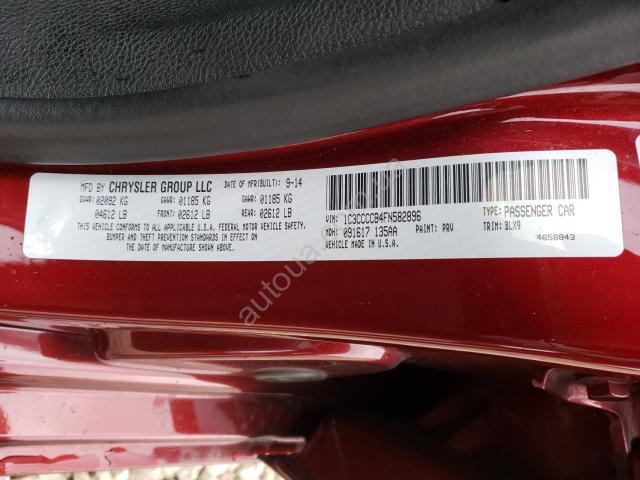 MFD BY CHRYSLER GROUP LLC DATE OF MFR(BUILT) 9-14
GVWR: 02092 KG GAWR: 01185 KG GAWR: 01185 KG
04612 LB FRONT: 02612 LB REAR: 02612 LB
THIS VEHICLE CONFORMS TO ALL APPLICABLE U.S.A. FEDERAL MOTOR VEHICLE SAFETY,
BUMPER AND THEFT PREVENTION STANDARDS IN EFFECT ON
THE DATE OF MANUFACTURE SHOWN ABOVE.
VIN: 1C3CCCCB4FN582896 TYPE: PASSENGER CAR
MDH: 091617 135AA PAINT: PRV TRIM: BLX9
VEHICLE MADE IN U.S.A. 4658843